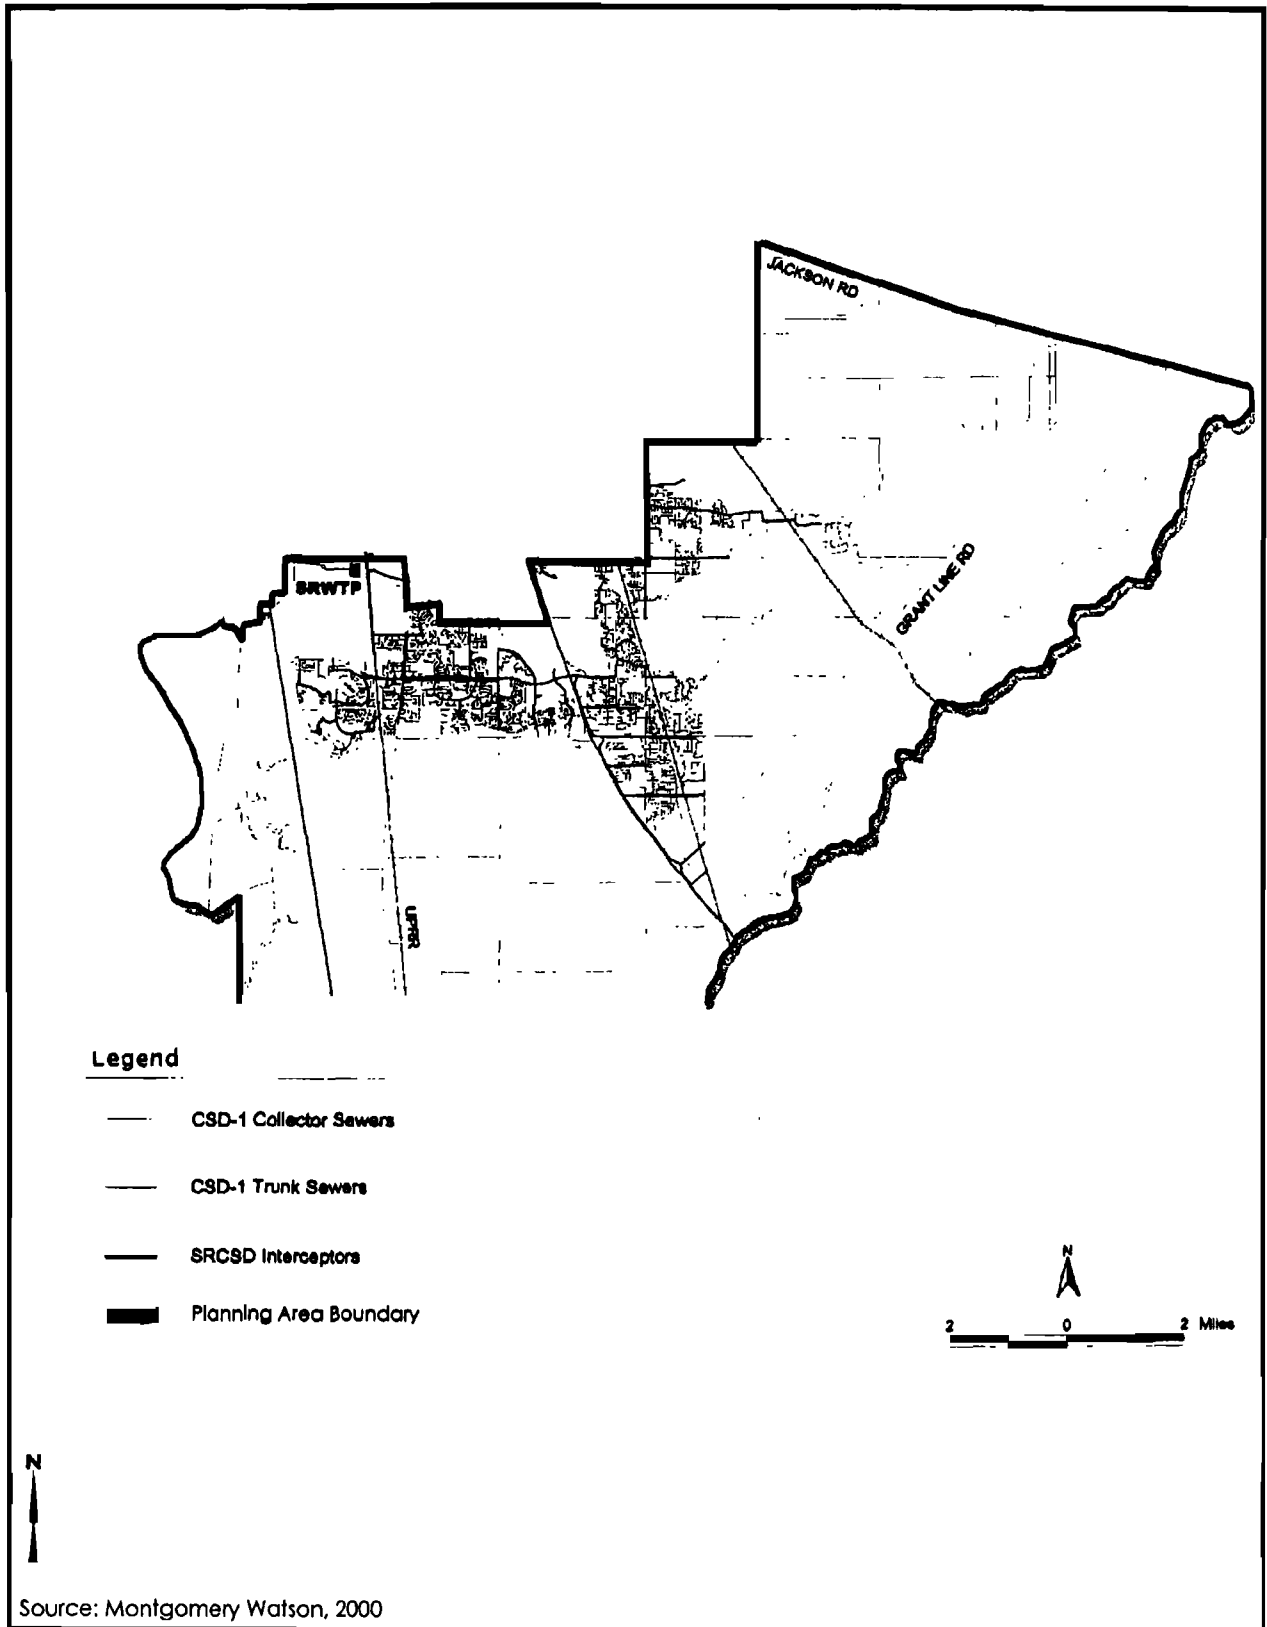 JACKSON RD
GRANT LINE RD
SRWTP
UPRR
Legend
CSD-1 Collector Sewers
CSD-1 Trunk Sewers
SRCSD Interceptors
Planning Area Boundary
N
2 0 2 Miles
N
Source: Montgomery Watson, 2000